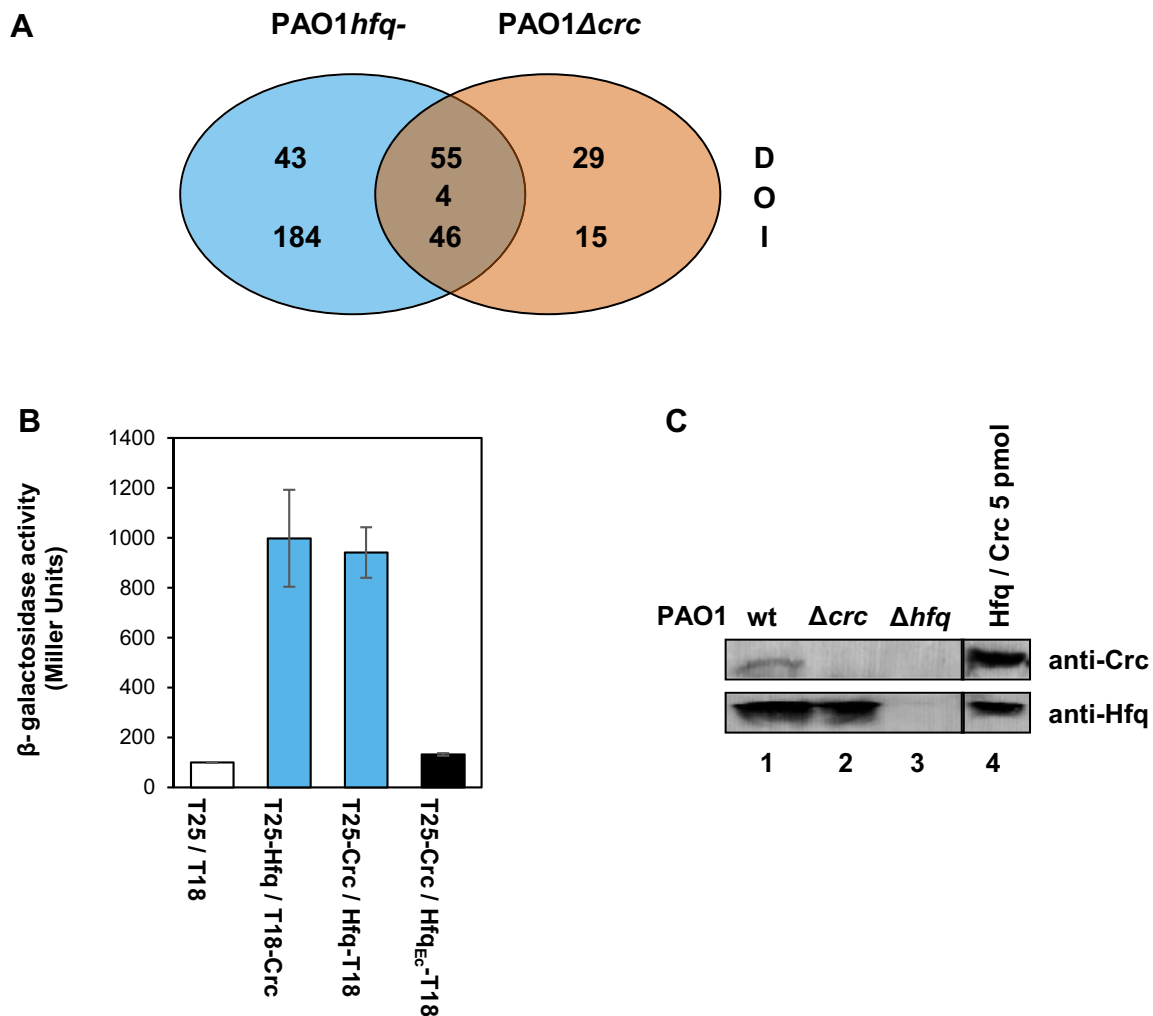 A
PAO1hfq-
PAO1Δcrc
43 55 29 D
4 O
184 46 15 I
B
β-galactosidase activity
(Miller Units)
1400
1200
1000
800
600
400
200
0
T25 / T18
T25-Hfq / T18-Crc
T25-Crc / Hfq-T18
T25-Crc / HfqEc-T18
C
Hfq / Crc 5 pmol
PAO1 wt Δcrc Δhfq
anti-Crc
anti-Hfq
1 2 3 4